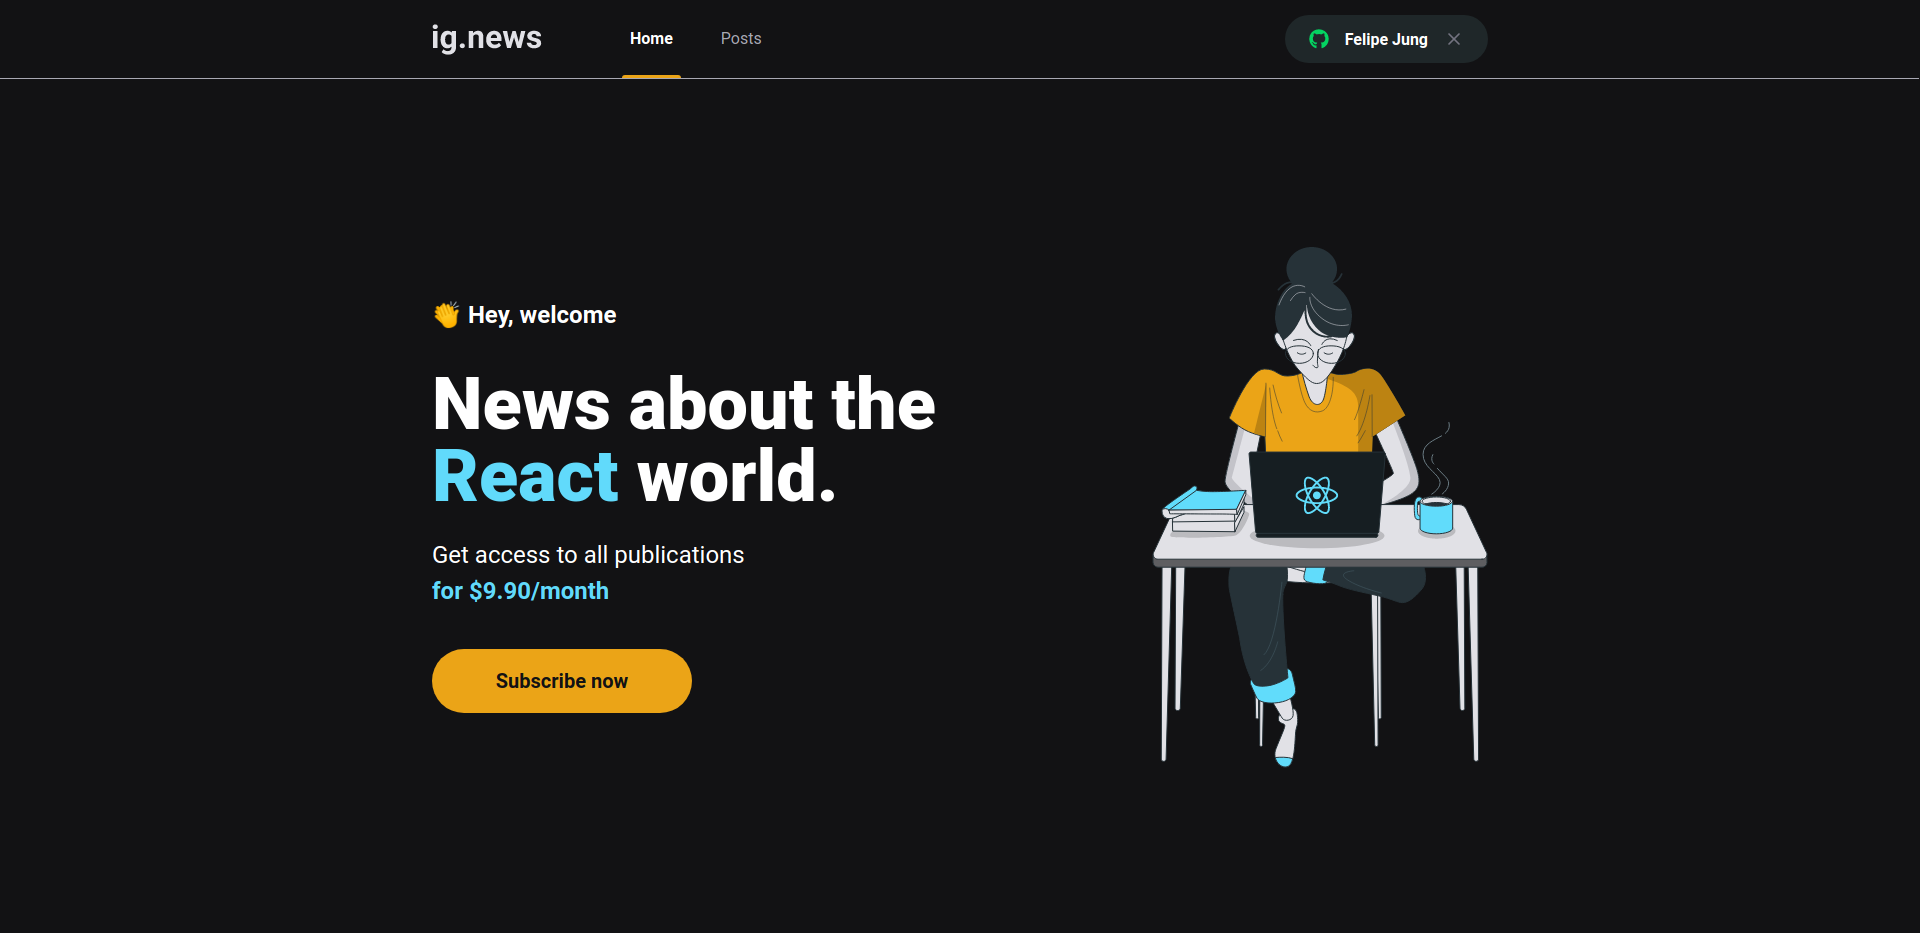 ig.news
Home
Posts
Felipe Jung
👏 Hey, welcome
News about the
React world.
Get access to all publications
for $9.90/month
Subscribe now